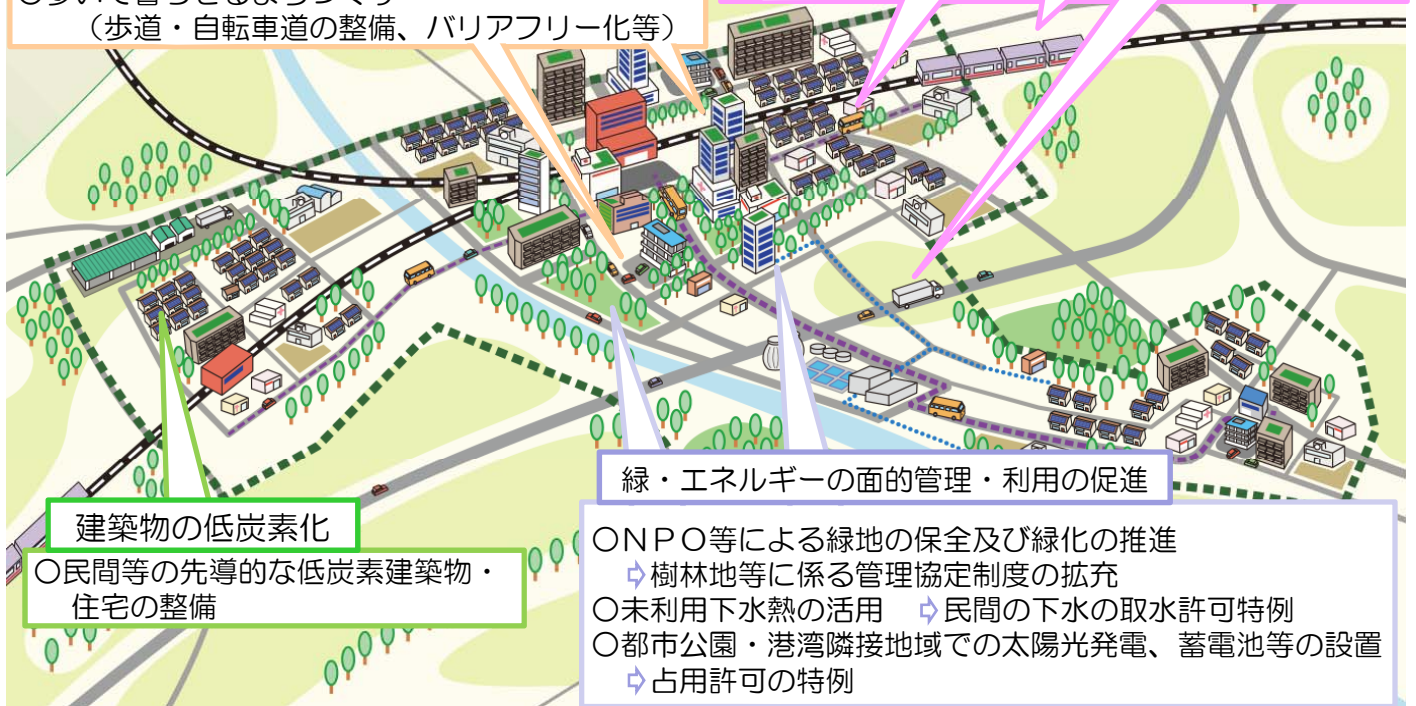 （歩道・自転車道の整備、バリアフリー化等）
建築物の低炭素化
○民間等の先導的な低炭素建築物・
住宅の整備
緑・エネルギーの面的管理・利用の促進
○ＮＰＯ等による緑地の保全及び緑化の推進
⇨樹林地等に係る管理協定制度の拡充
○未利用下水熱の活用　⇨民間の下水の取水許可特例
○都市公園・港湾隣接地域での太陽光発電、蓄電池等の設置
⇨占用許可の特例